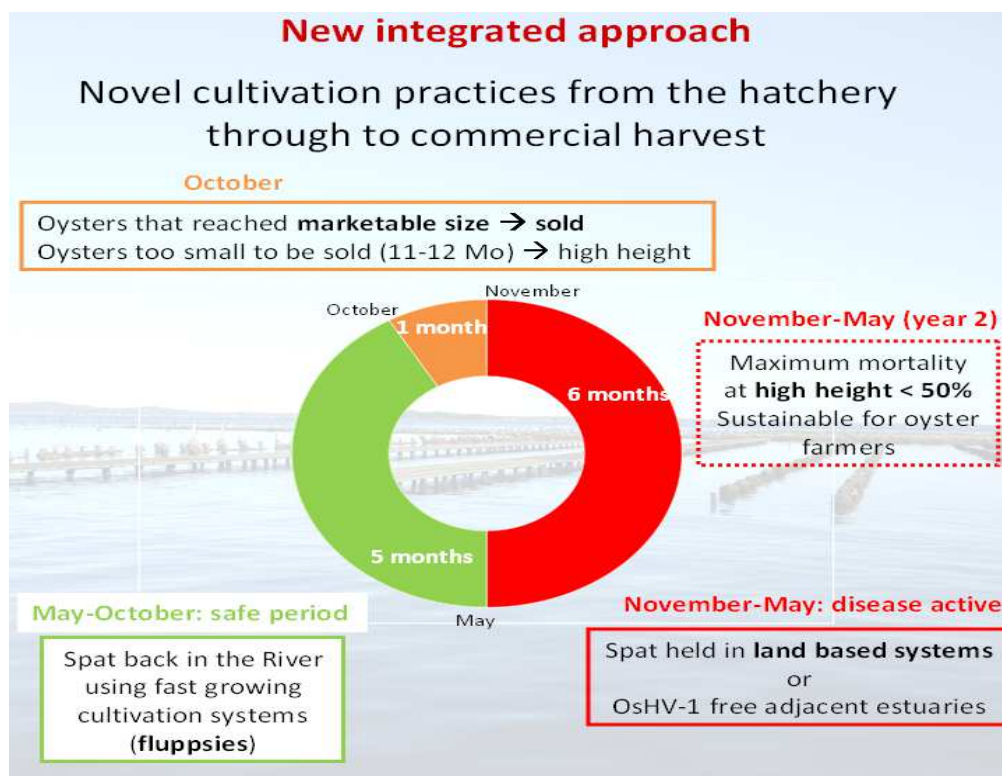 New integrated approach
Novel cultivation practices from the hatchery
through to commercial harvest
October
Oysters that reached marketable size → sold
Oysters too small to be sold (11-12 Mo) → high height
November
October
1 month
November-May (year 2)
Maximum mortality
at high height < 50%
Sustainable for oyster
farmers
6 months
5 months
May
May-October: safe period
Spat back in the River
using fast growing
cultivation systems
(fluppsies)
November-May: disease active
Spat held in land based systems
or
OsHV-1 free adjacent estuaries